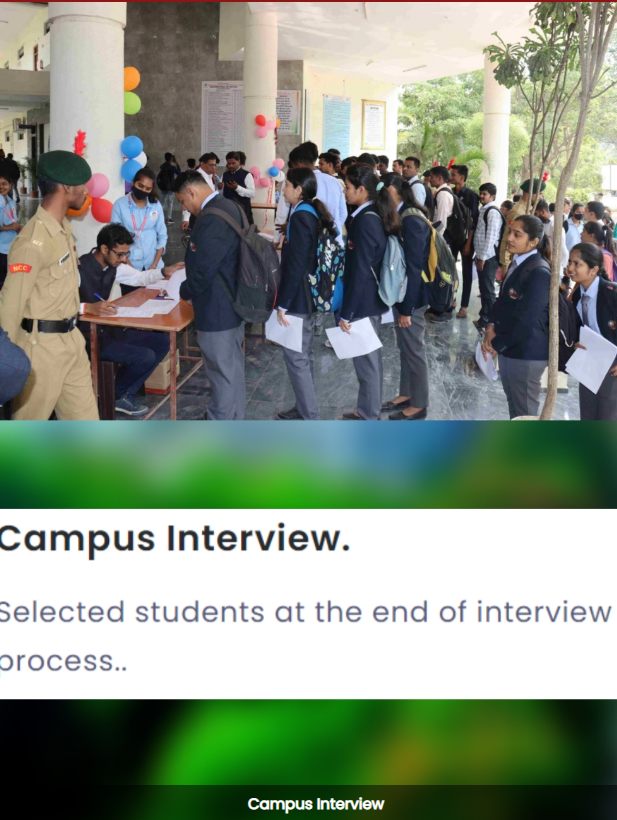 NCC
Campus Interview.
Selected students at the end of interview
process..
Campus Interview